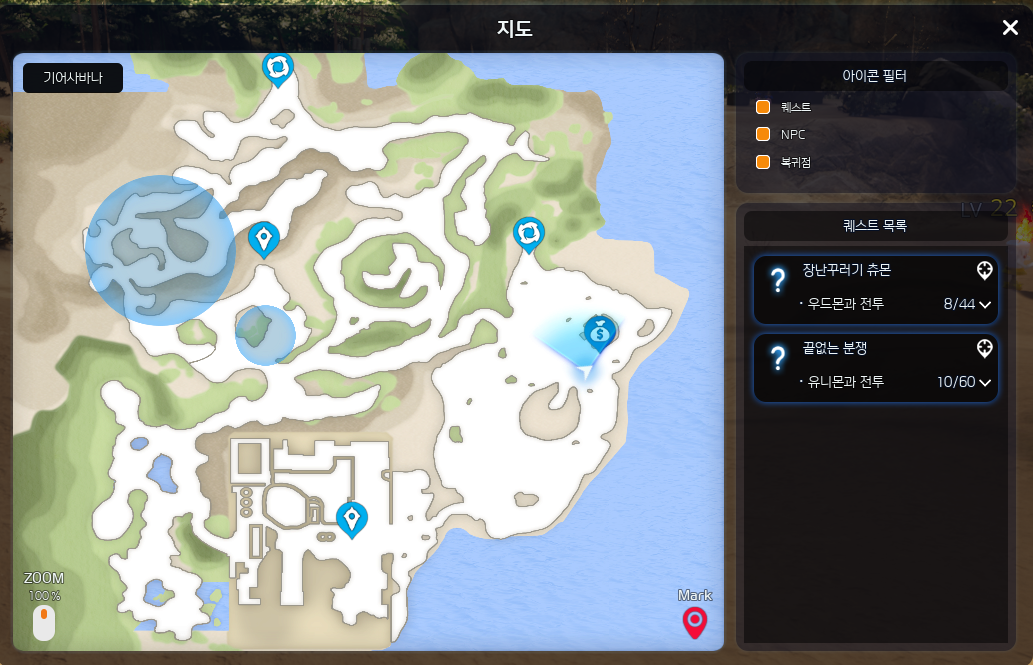 지도
기어사바나
아이콘 필터
퀘스트
NPC
복귀점
LV 22
퀘스트 목록
장난꾸러기 츄몬
· 우드몬과 전투 8/44
끝없는 분쟁
· 유니몬과 전투 10/60
ZOOM
100%
Mark